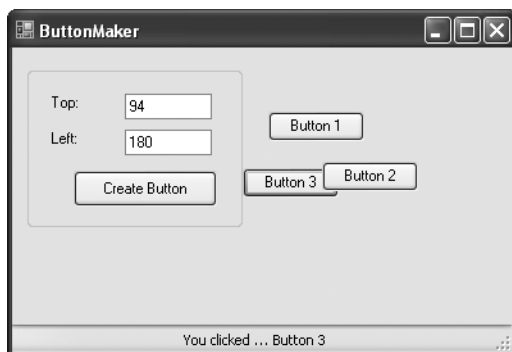 ButtonMaker
Top:
94
Left:
180
Create Button
Button 1
Button 3
Button 2
You clicked ... Button 3